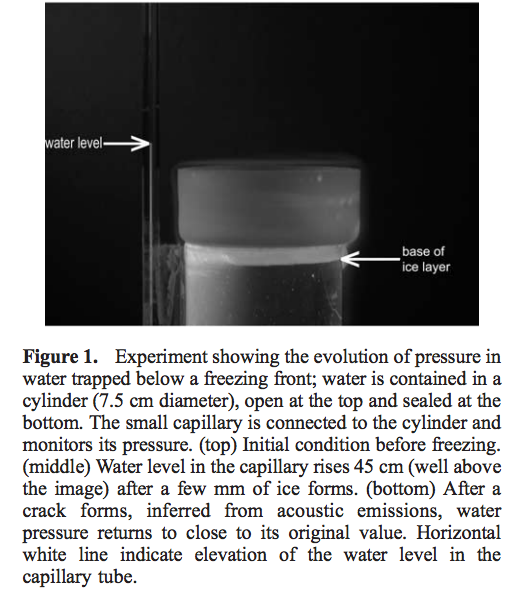 water level
base of
ice layer
Figure 1. Experiment showing the evolution of pressure in
water trapped below a freezing front; water is contained in a
cylinder (7.5 cm diameter), open at the top and sealed at the
bottom. The small capillary is connected to the cylinder and
monitors its pressure. (top) Initial condition before freezing.
(middle) Water level in the capillary rises 45 cm (well above
the image) after a few mm of ice forms. (bottom) After a
crack forms, inferred from acoustic emissions, water
pressure returns to close to its original value. Horizontal
white line indicate elevation of the water level in the
capillary tube.